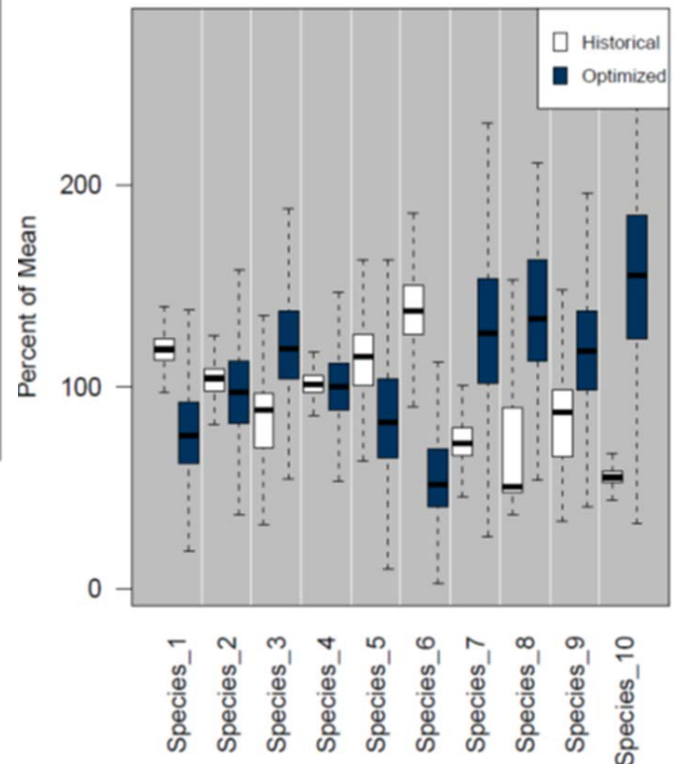 Historical
Optimized
Percent of Mean
200
100
0
Species_1
Species_2
Species_3
Species_4
Species_5
Species_6
Species_7
Species_8
Species_9
Species_10